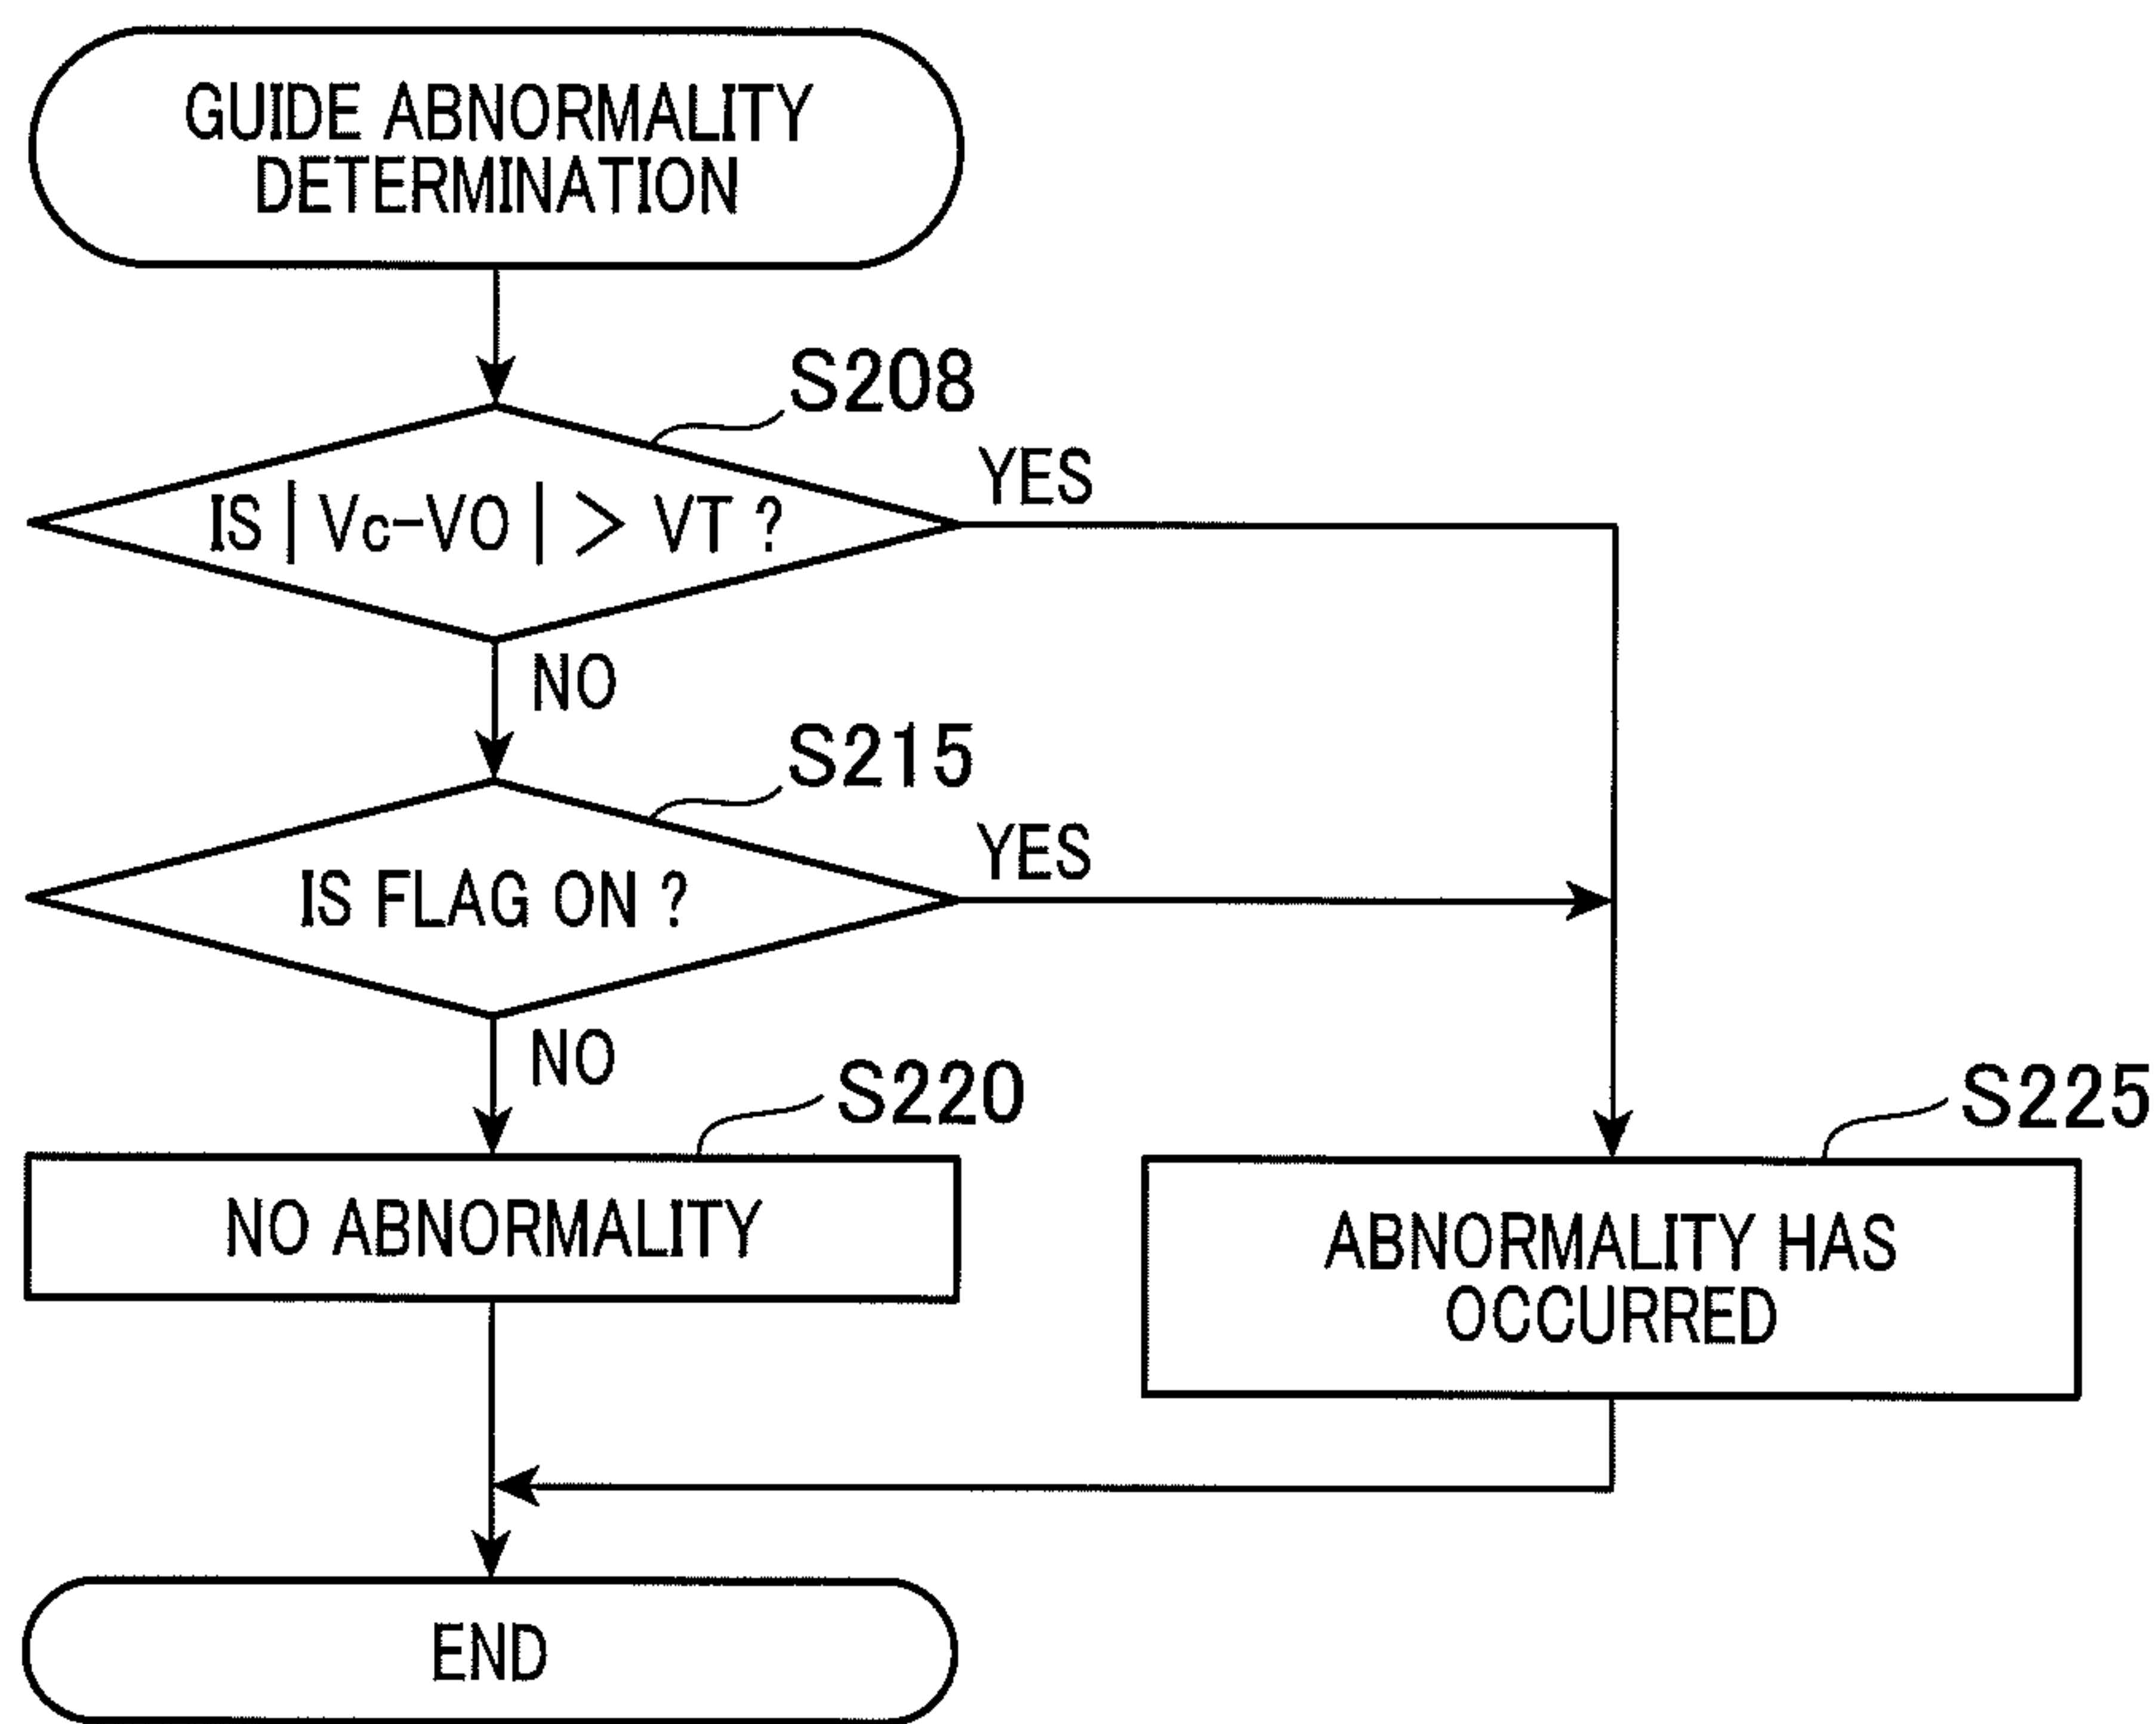 GUIDE ABNORMALITY
DETERMINATION
S208
IS | Vc-VO | > VT ?
YES
NO
S215
IS FLAG ON ?
YES
NO
S220
S225
NO ABNORMALITY
ABNORMALITY HAS
OCCURRED
END